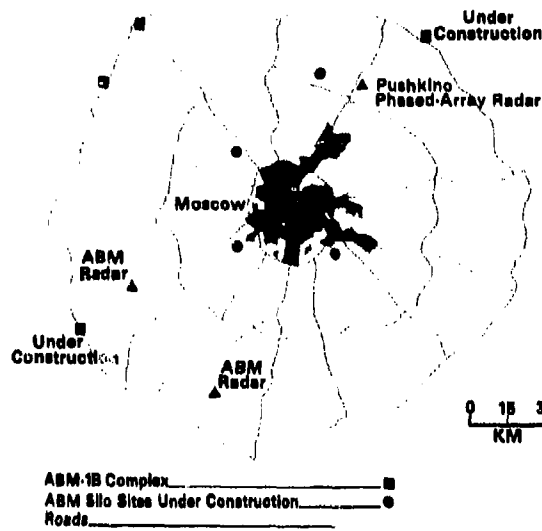 Under
Construction
Pushkino
Phased-Array Radar
Moscow
ABM
Radar
Under
Construction
ABM
Radar
0 15
KM
ABM-1B Complex
ABM Silo Sites Under Construction
Roads